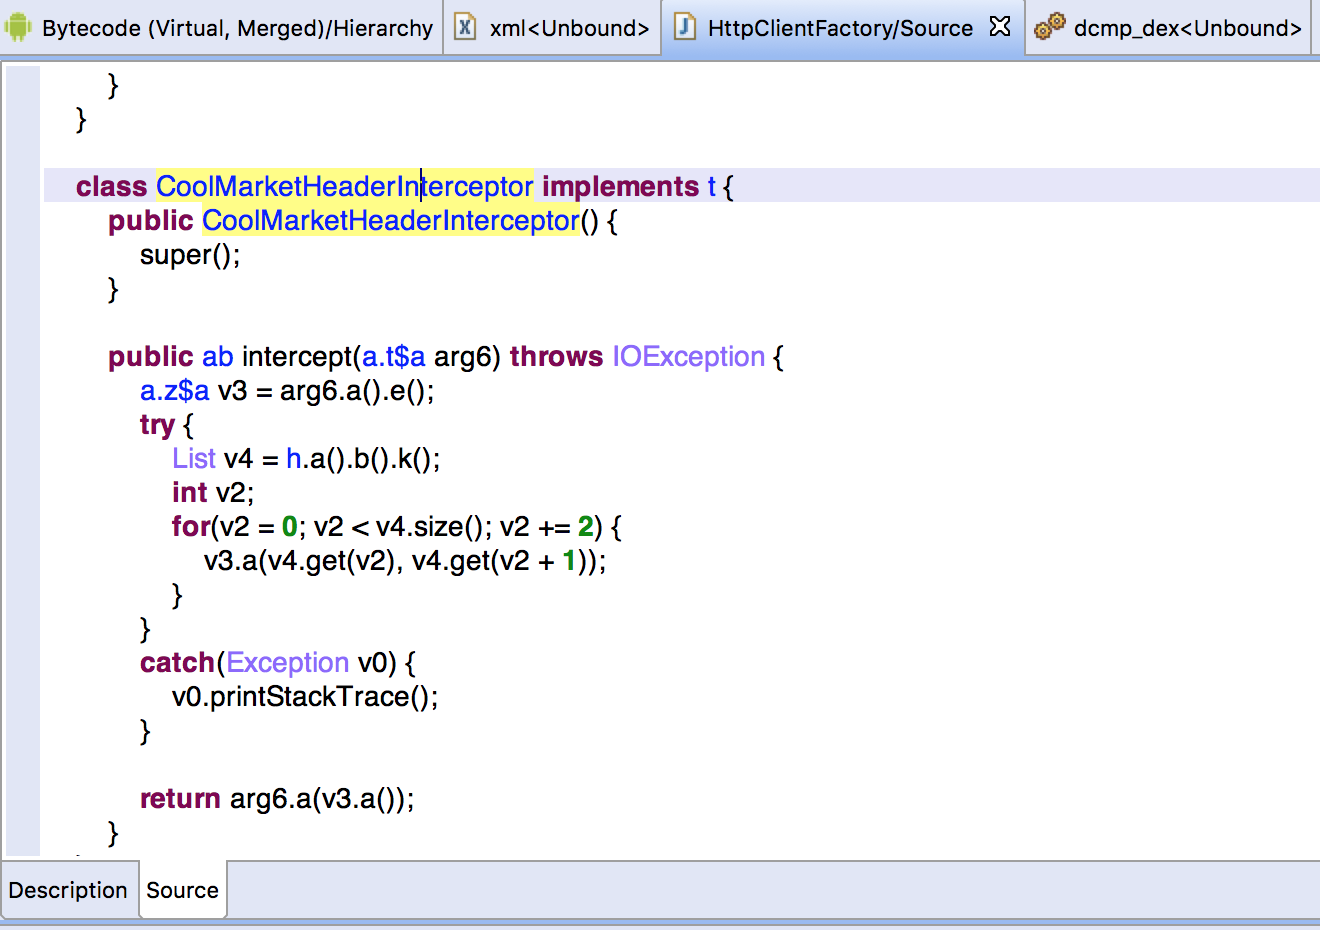 Bytecode (Virtual, Merged)/Hierarchy xml<Unbound> HttpClientFactory/Source dcmp_dex<Unbound>
}
}
class CoolMarketHeaderInterceptor implements t {
public CoolMarketHeaderInterceptor() {
super();
}
public ab intercept(a.t$a arg6) throws IOException {
a.z$a v3 = arg6.a().e();
try {
List v4 = h.a().b().k();
int v2;
for(v2 = 0; v2 < v4.size(); v2 += 2) {
v3.a(v4.get(v2), v4.get(v2 + 1));
}
}
catch(Exception v0) {
v0.printStackTrace();
}
return arg6.a(v3.a());
}
Description Source